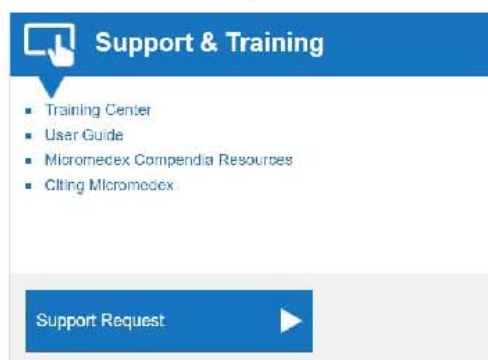 Support & Training
Training Center
User Guide
Micromedex Compendia Resources
Citing Micromedex
Support Request